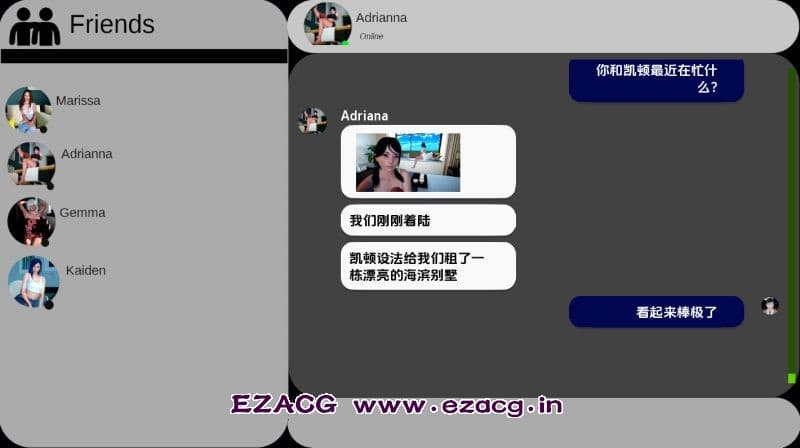 Friends
Marissa
Adrianna
Gemma
Kaiden
Adrianna
Online
你和凯顿最近在忙什
么?
Adriana
我们刚刚着陆
凯顿设法给我们租了一
栋漂亮的海滨别墅
看起来棒极了
EZACG www.ezacg.in